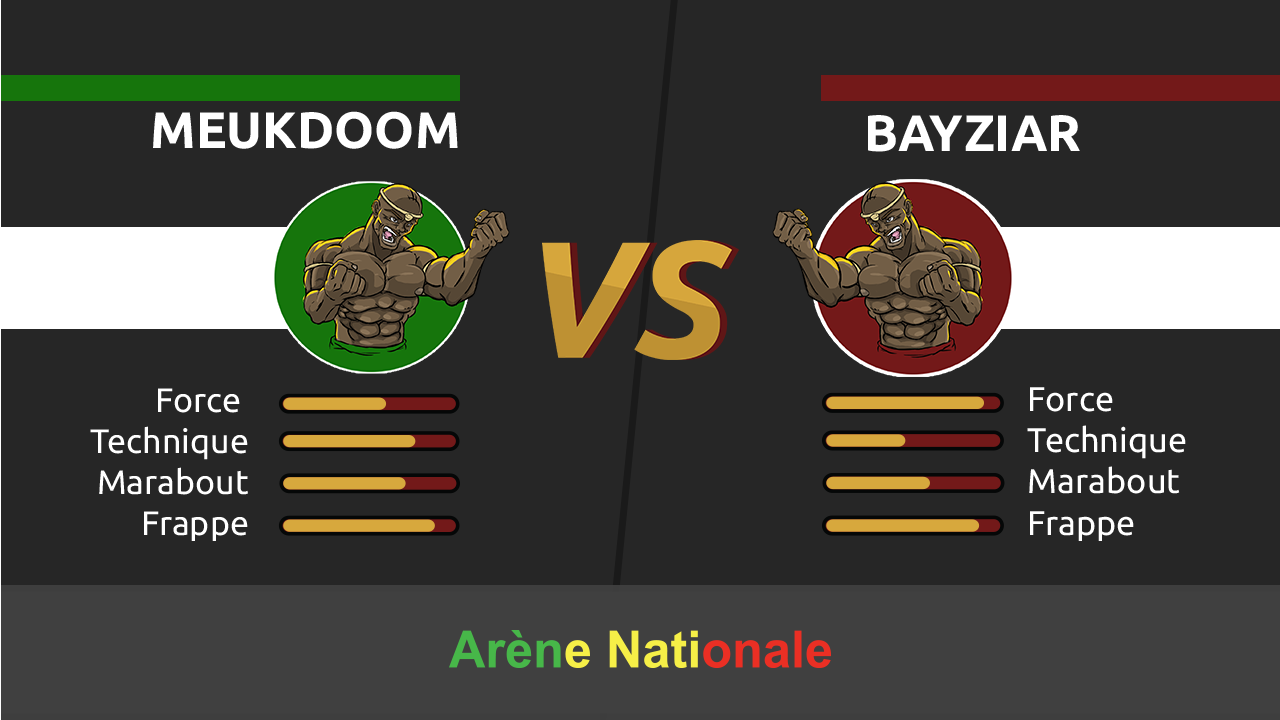 MEUKDOOM
BAYZIAR
VS
Force
Technique
Marabout
Frappe
Force
Technique
Marabout
Frappe
Arène Nationale